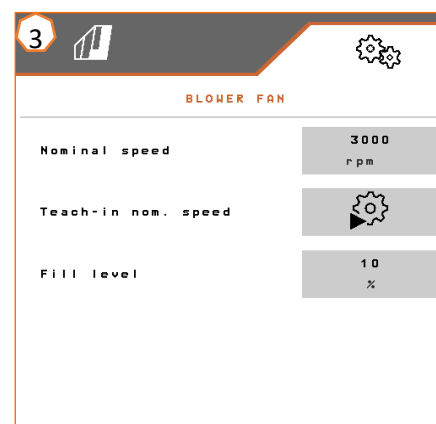 3
BLOWER FAN
Nominal speed
3000
rpm
Teach-in nom. speed
Fill level
10
%